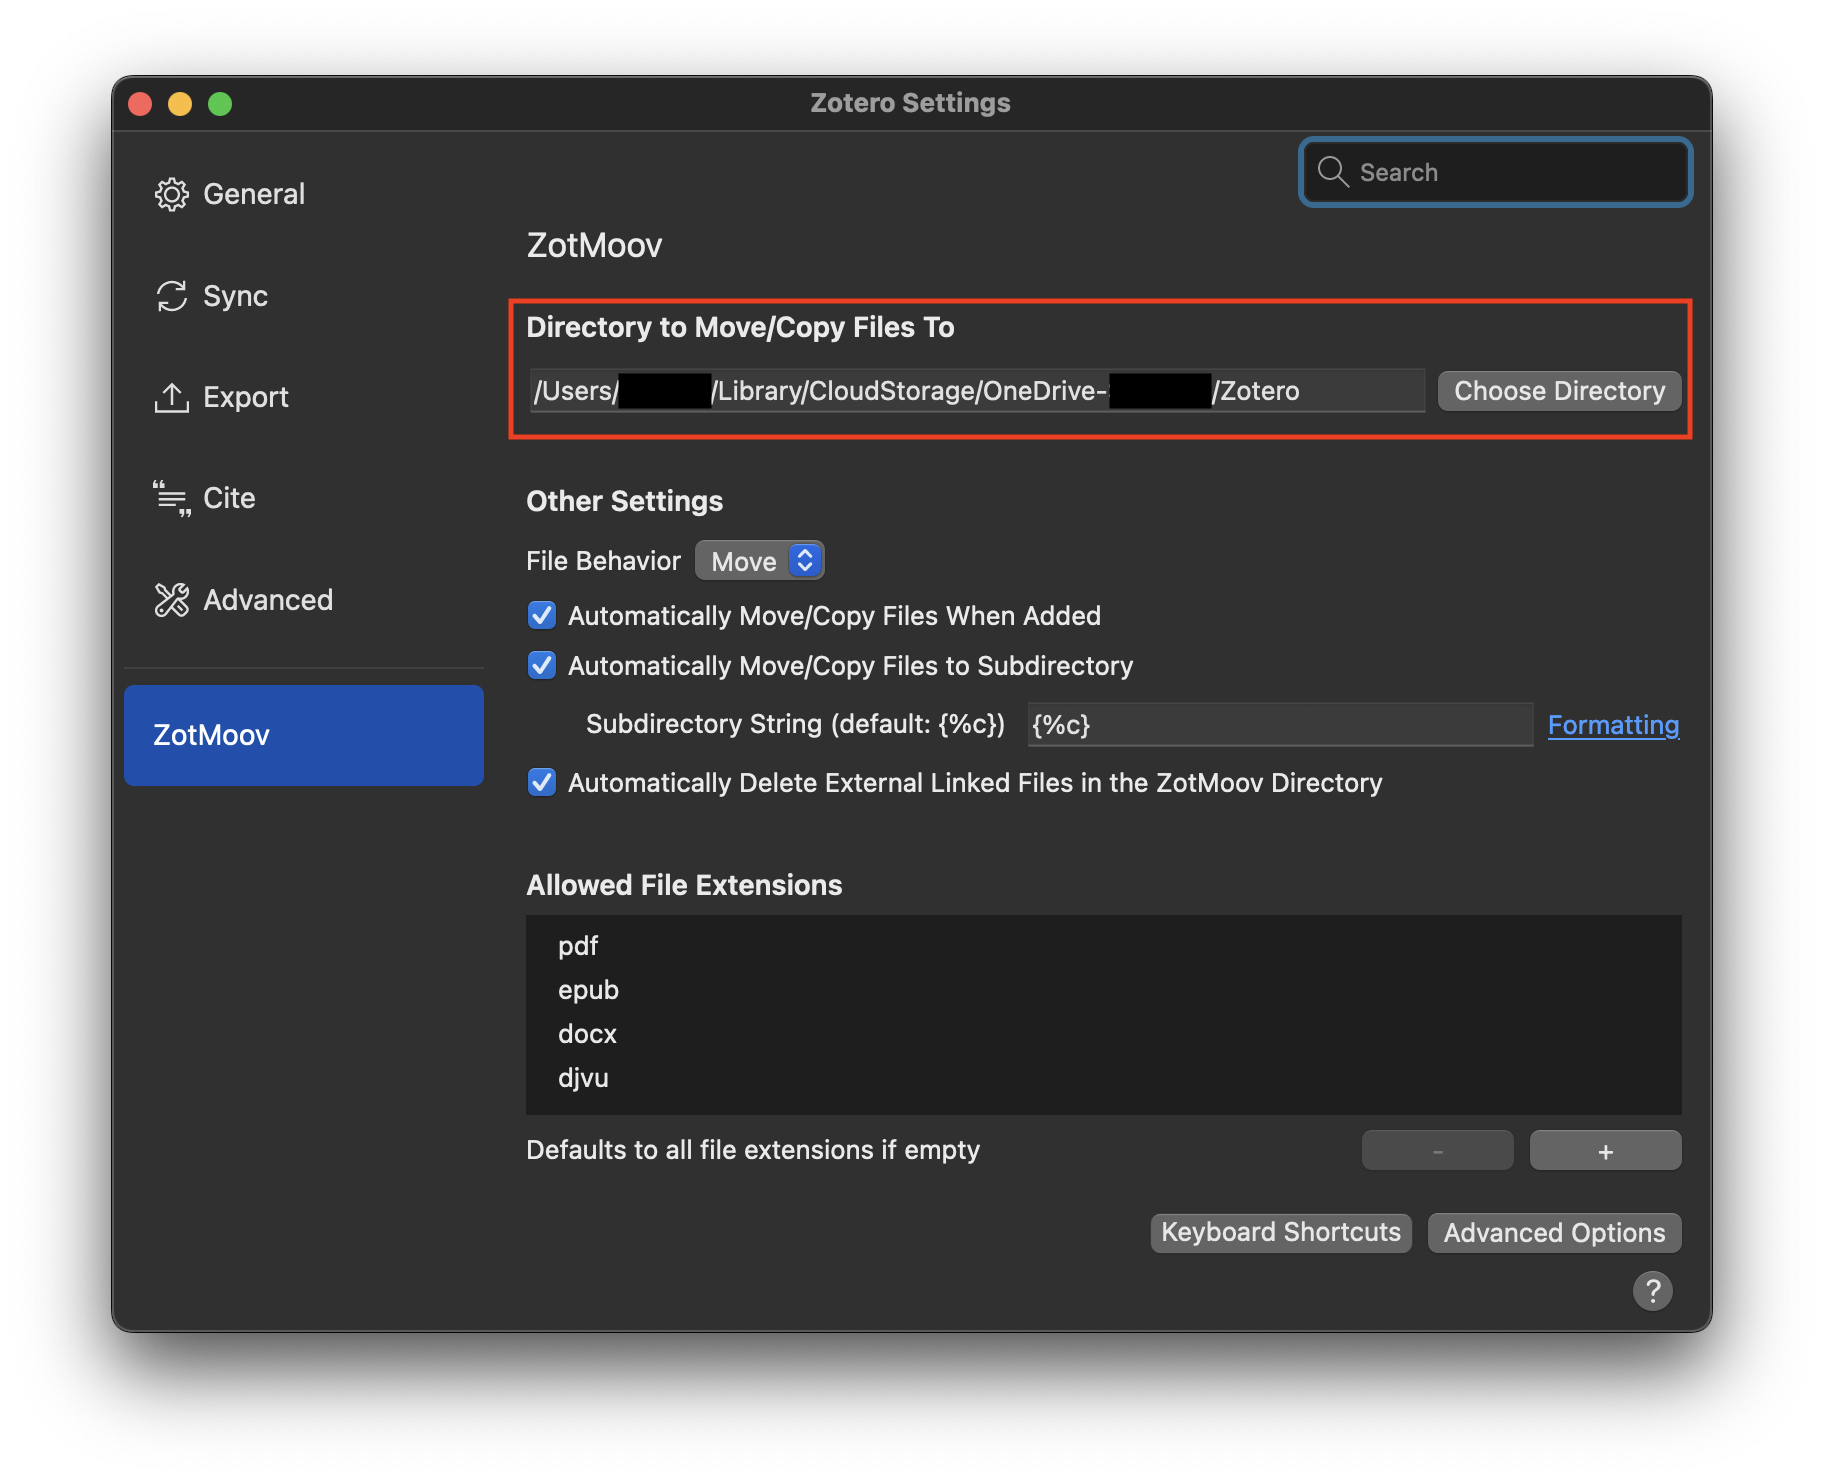 Zotero Settings
Search
General
Sync
Export
Cite
Advanced
ZotMoov
ZotMoov
Directory to Move/Copy Files To
/Users/ /Library/CloudStorage/OneDrive- /Zotero
Choose Directory
Other Settings
File Behavior Move
Automatically Move/Copy Files When Added
Automatically Move/Copy Files to Subdirectory
Subdirectory String (default: {%c}) {%c} Formatting
Automatically Delete External Linked Files in the ZotMoov Directory
Allowed File Extensions
pdf
epub
docx
djvu
Defaults to all file extensions if empty
- +
Keyboard Shortcuts Advanced Options
?